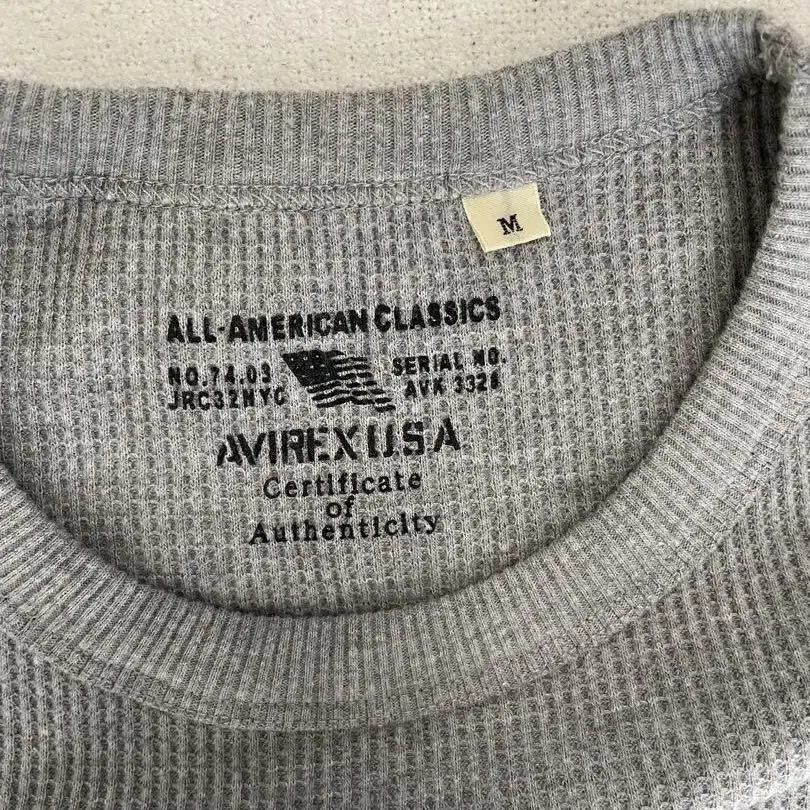 M
ALL-AMERICAN CLASSICS
NO.74.03 SERIAL NO.
JRC32NYC AVK 3328
AVIREX U.S.A
Certificate
of
Authenticity